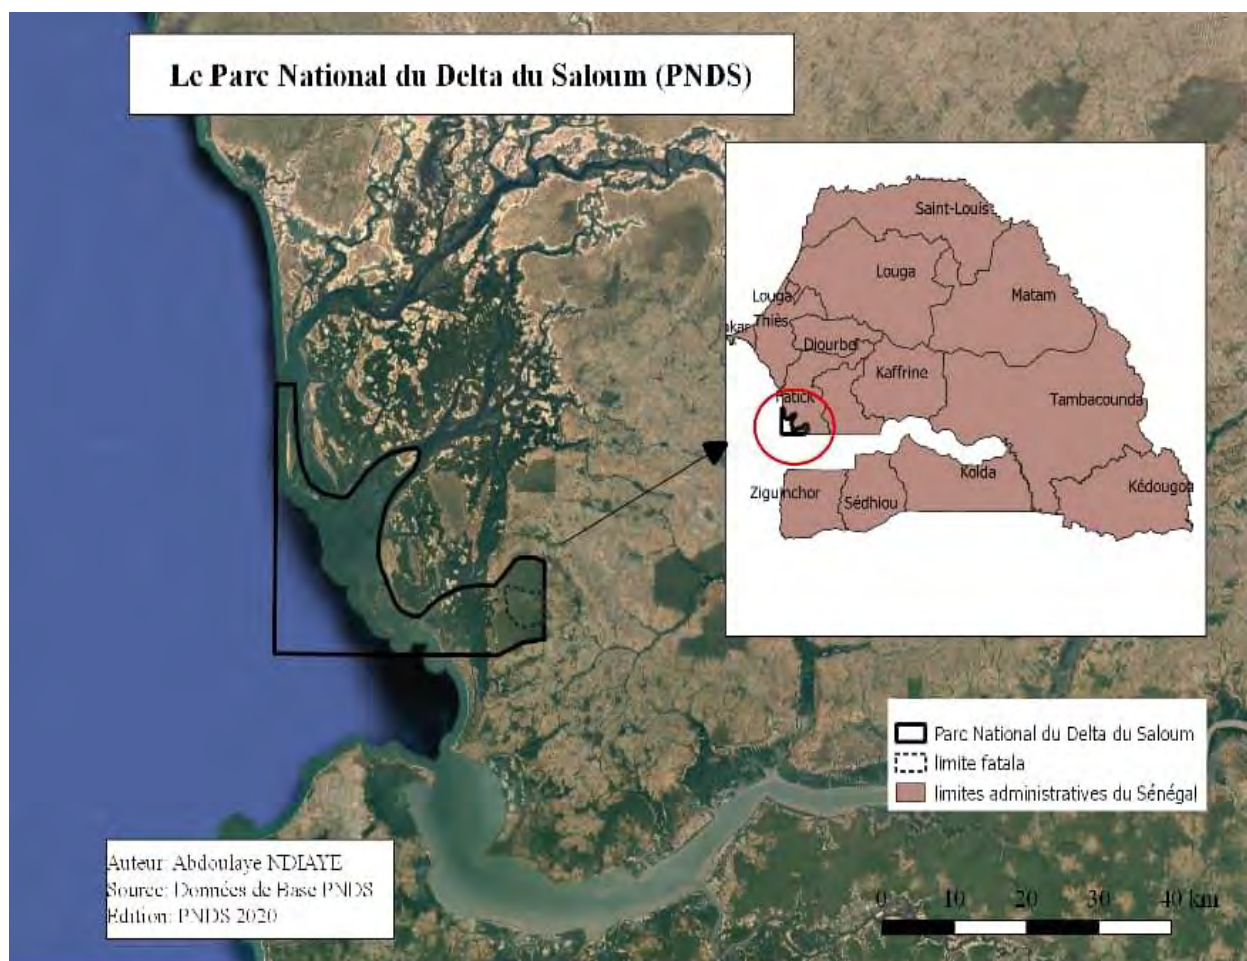 Le Parc National du Delta du Saloum (PNDS)
Saint-Louis
Louga
Matam
Louga
Thiès
kar
Diourbel
Kaffrine
Fatick
Tambacounda
Kolda
Ziguinchor
Sédhiou
Kédougou
Parc National du Delta du Saloum
limite fatala
limites administratives du Sénégal
Auteur: Abdoulaye NDIAYE
Source: Données de Base PNDS
Edition: PNDS 2020
0 10 20 30 40 km